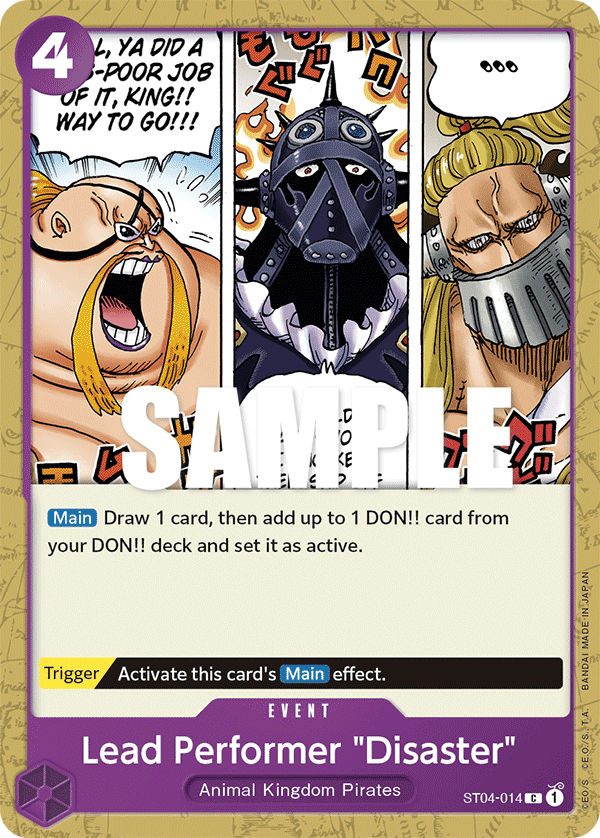 4
L, YA DID A
-POOR JOB
OF IT, KING!!
WAY TO GO!!!
SAMPLE
Main Draw 1 card, then add up to 1 DON!! card from
your DON!! deck and set it as active.
Trigger Activate this card's Main effect.
EVENT
Lead Performer "Disaster"
Animal Kingdom Pirates
ST04-014 C 1
©E.O./S. ©E.O./S.,T.A. BANDAI MADE IN JAPAN